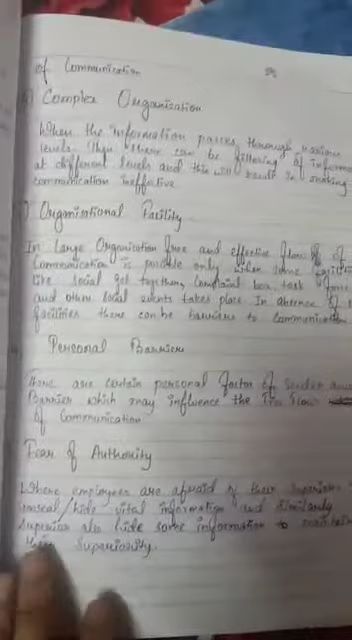 of Communication
Complex Organisation
When the information passes through various
levels then there can be filtering of informa
at different levels and this will result in making
communication ineffective
Organisational Facility
In large Organisation free and effective flow of
Communication is possible only when some facilities
like social get together, Complaint box, task
and other social events takes place In absence of
facilities there can be barriers to Communication
Personal Barriers
There are certain personal factor of Sender and
Barrier which may influence the free flow
of Communication
Fear of Authority
Where employees are afraid of their Superiors
conseal/hide vital information and similarly
Superior also hide some information to
their Superiority.